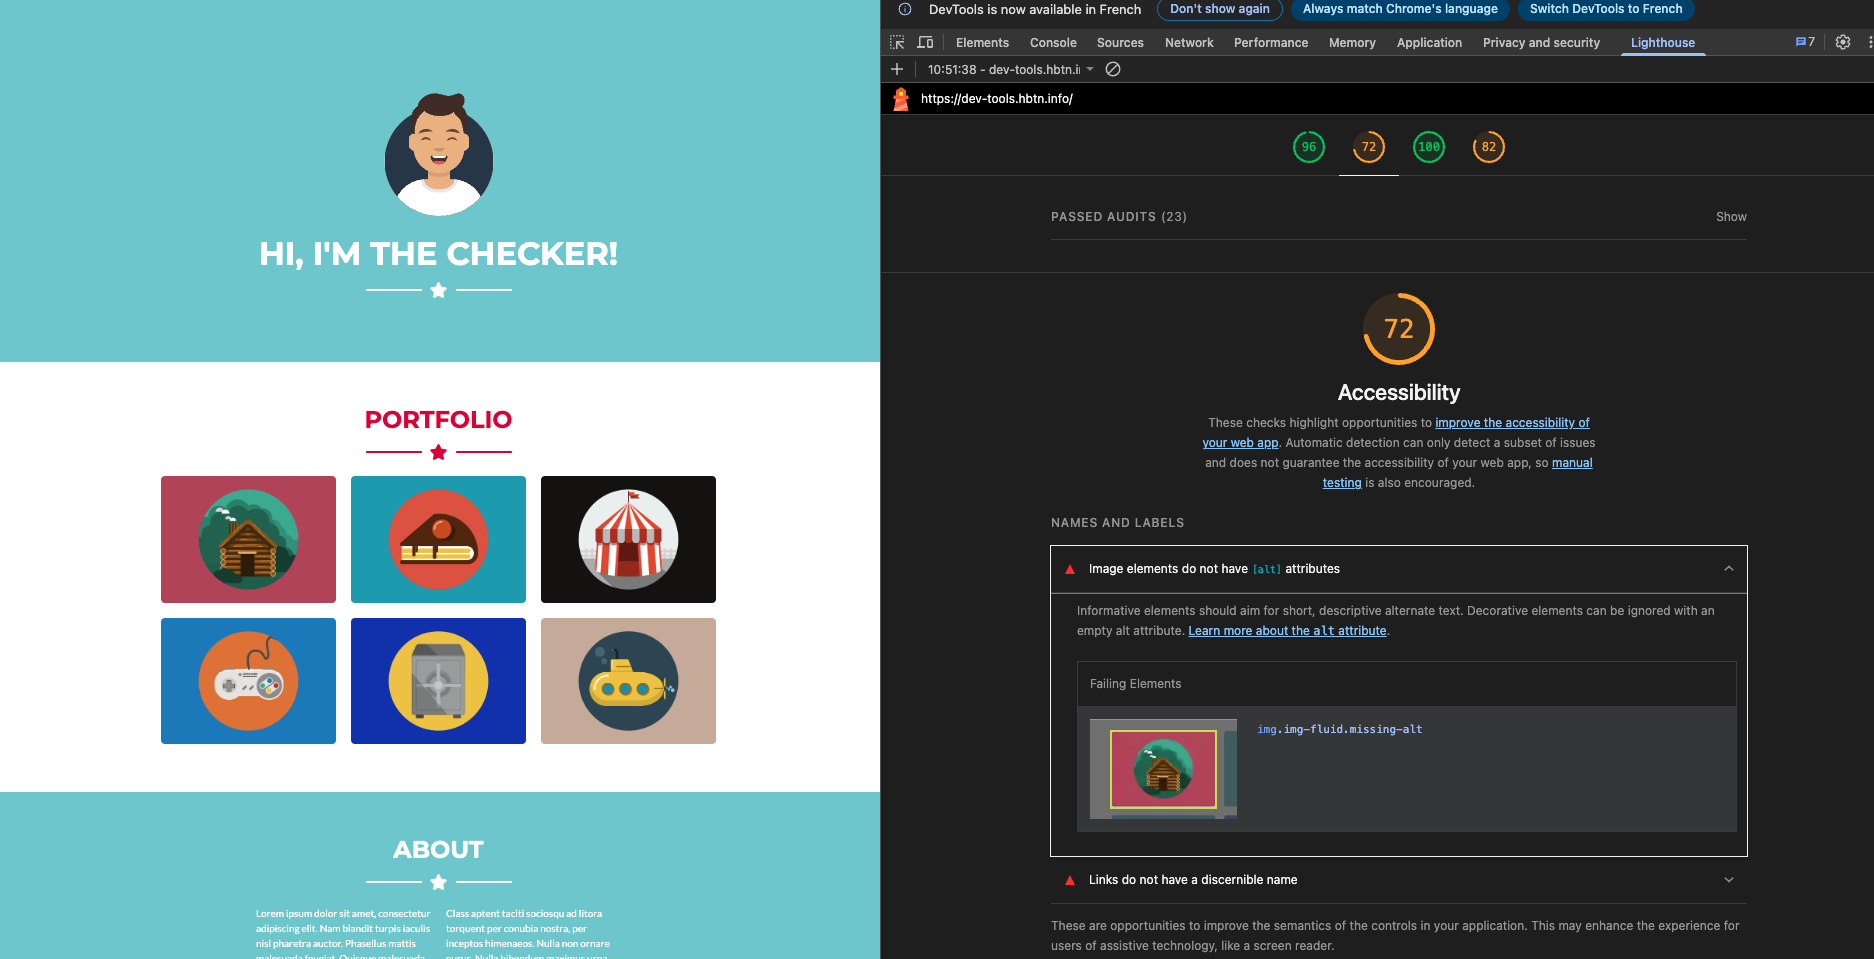 DevTools is now available in French Don't show again Always match Chrome's language Switch DevTools to French
Elements Console Sources Network Performance Memory Application Privacy and security Lighthouse 7
10:51:38 - dev-tools.hbtn.i
https://dev-tools.hbtn.info/
96 72 100 82
PASSED AUDITS (23) Show
72
Accessibility
These checks highlight opportunities to improve the accessibility of
your web app. Automatic detection can only detect a subset of issues
and does not guarantee the accessibility of your web app, so manual
testing is also encouraged.
NAMES AND LABELS
Image elements do not have [alt] attributes
Informative elements should aim for short, descriptive alternate text. Decorative elements can be ignored with an
empty alt attribute. Learn more about the alt attribute.
Failing Elements
img.img-fluid.missing-alt
Links do not have a discernible name
These are opportunities to improve the semantics of the controls in your application. This may enhance the experience for
users of assistive technology, like a screen reader.
HI, I'M THE CHECKER!
PORTFOLIO
ABOUT
Lorem ipsum dolor sit amet, consectetur
adipiscing elit. Nam blandit turpis iaculis
nisl pharetra auctor. Phasellus mattis
malesuada feugiat. Quisque malesuada
Class aptent taciti sociosqu ad litora
torquent per conubia nostra, per
inceptos himenaeos. Nulla non ornare
purus. Nulla bibendum maximus urna